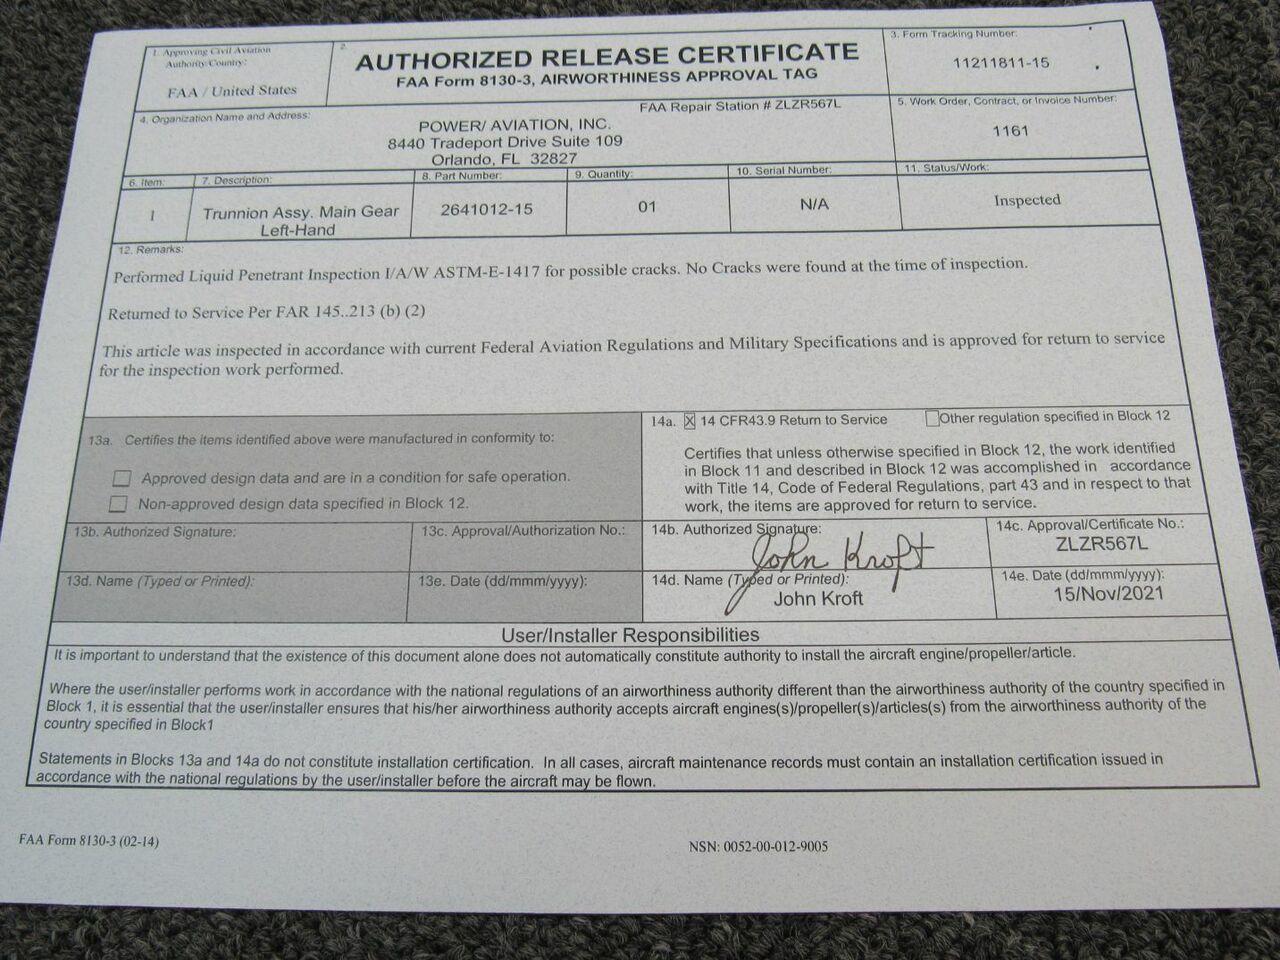 1. Approving Civil Aviation
Authority/Country:
FAA / United States
2.
AUTHORIZED RELEASE CERTIFICATE
FAA Form 8130-3, AIRWORTHINESS APPROVAL TAG
3. Form Tracking Number:
11211811-15
4. Organization Name and Address:
FAA Repair Station # ZLZR567L
POWER/ AVIATION, INC.
8440 Tradeport Drive Suite 109
Orlando, FL 32827
5. Work Order, Contract, or Invoice Number:
1161
6. Item:
7. Description:
8. Part Number:
9. Quantity:
10. Serial Number:
11. Status/Work:
1
Trunnion Assy. Main Gear
Left-Hand
2641012-15
01
N/A
Inspected
12. Remarks:
Performed Liquid Penetrant Inspection I/A/W ASTM-E-1417 for possible cracks. No Cracks were found at the time of inspection.
Returned to Service Per FAR 145..213 (b) (2)
This article was inspected in accordance with current Federal Aviation Regulations and Military Specifications and is approved for return to service
for the inspection work performed.
13a. Certifies the items identified above were manufactured in conformity to:
Approved design data and are in a condition for safe operation.
Non-approved design data specified in Block 12.
14a. X 14 CFR43.9 Return to Service
Other regulation specified in Block 12
Certifies that unless otherwise specified in Block 12, the work identified
in Block 11 and described in Block 12 was accomplished in accordance
with Title 14, Code of Federal Regulations, part 43 and in respect to that
work, the items are approved for return to service.
13b. Authorized Signature:
13c. Approval/Authorization No.:
14b. Authorized Signature:
John Kroft
14c. Approval/Certificate No.:
ZLZR567L
13d. Name (Typed or Printed):
13e. Date (dd/mmm/yyyy):
14d. Name (Typed or Printed):
John Kroft
14e. Date (dd/mmm/yyyy):
15/Nov/2021
User/Installer Responsibilities
It is important to understand that the existence of this document alone does not automatically constitute authority to install the aircraft engine/propeller/article.
Where the user/installer performs work in accordance with the national regulations of an airworthiness authority different than the airworthiness authority of the country specified in
Block 1, it is essential that the user/installer ensures that his/her airworthiness authority accepts aircraft engines(s)/propeller(s)/articles(s) from the airworthiness authority of the
country specified in Block1
Statements in Blocks 13a and 14a do not constitute installation certification. In all cases, aircraft maintenance records must contain an installation certification issued in
accordance with the national regulations by the user/installer before the aircraft may be flown.
FAA Form 8130-3 (02-14)
NSN: 0052-00-012-9005